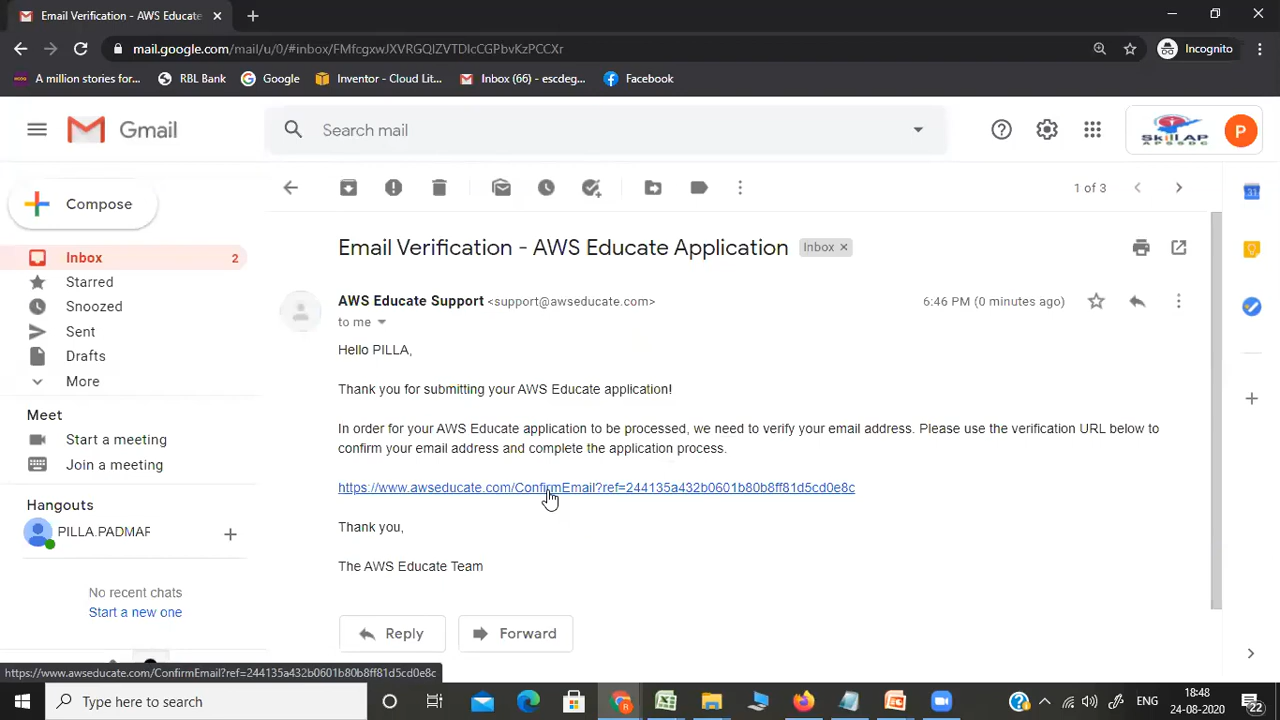 Email Verification - AWS Educate
mail.google.com/mail/u/0/#inbox/FMfcgxwJXVRGQlZVTDlcCGPbvKzPCCXr
Incognito
A million stories for...
RBL Bank
Google
Inventor - Cloud Lit...
Inbox (66) - escdeg...
Facebook
Gmail
Search mail
Skill AP
APSSDC
P
Compose
1 of 3
31
Inbox 2
Starred
Snoozed
Sent
Drafts
More
Meet
Start a meeting
Join a meeting
Hangouts
PILLA.PADMAF
No recent chats
Start a new one
Email Verification - AWS Educate Application
Inbox
AWS Educate Support <support@awseducate.com>
6:46 PM (0 minutes ago)
to me
Hello PILLA,
Thank you for submitting your AWS Educate application!
In order for your AWS Educate application to be processed, we need to verify your email address. Please use the verification URL below to
confirm your email address and complete the application process.
https://www.awseducate.com/ConfirmEmail?ref=244135a432b0601b80b8ff81d5cd0e8c
Thank you,
The AWS Educate Team
Reply
Forward
https://www.awseducate.com/ConfirmEmail?ref=244135a432b0601b80b8ff81d5cd0e8c
Type here to search
ENG
18:48
24-08-2020
22